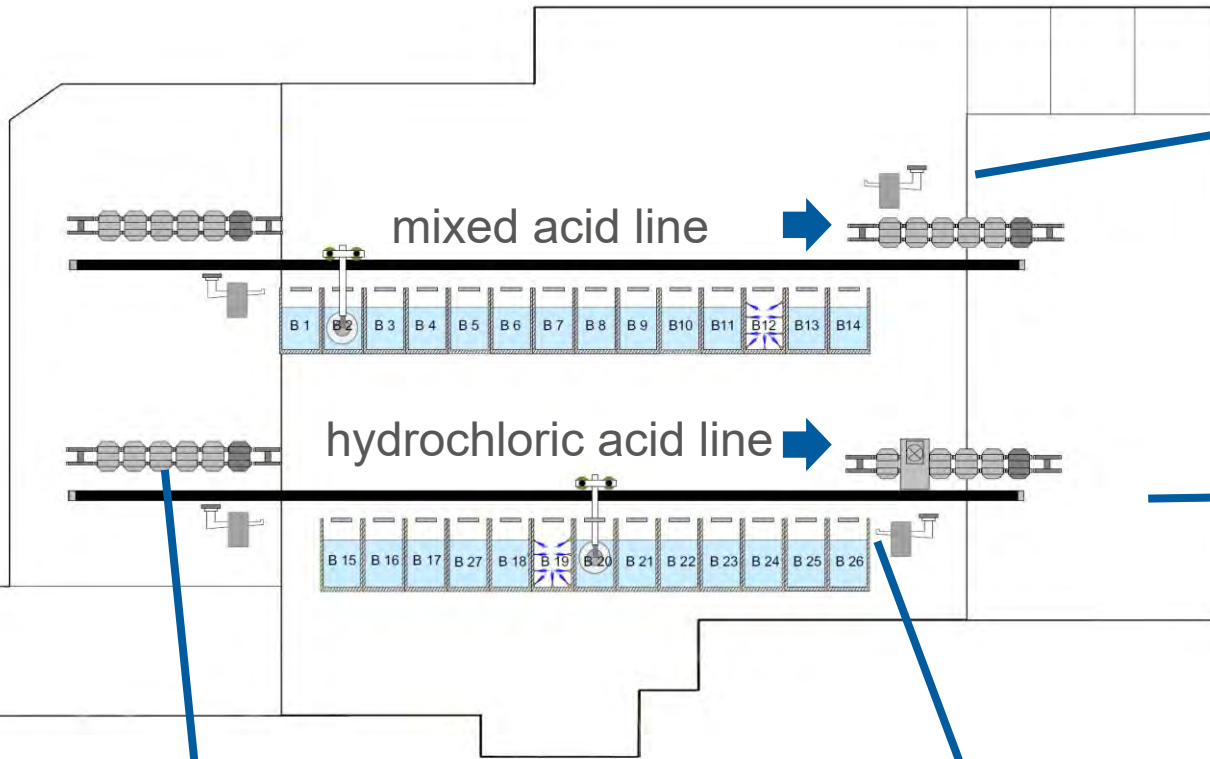 mixed acid line
B 1 B 2 B 3 B 4 B 5 B 6 B 7 B 8 B 9 B10 B11 B12 B13 B14
hydrochloric acid line
B 15 B 16 B 17 B 27 B 18 B 19 B 20 B 21 B 22 B 23 B 24 B 25 B 26